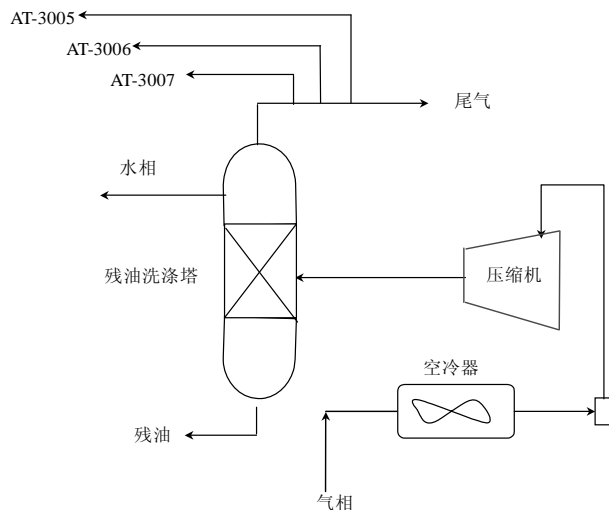 AT-3005
AT-3006
AT-3007
尾气
水相
残油洗涤塔
压缩机
空冷器
残油
气相